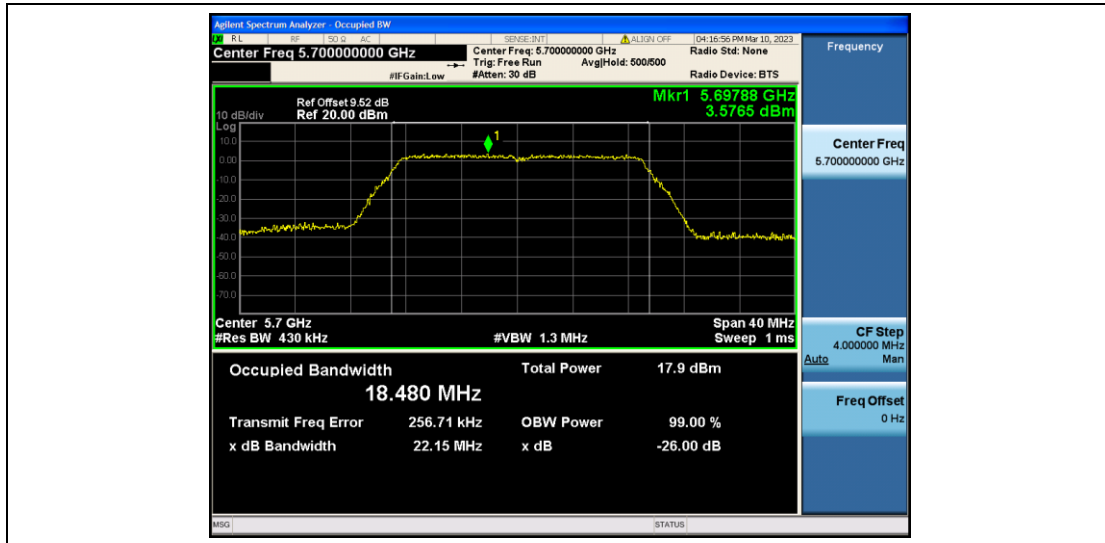 Agilent Spectrum Analyzer - Occupied BW
RL RF 50 Ω AC SENSE:INT ALIGN OFF 04:16:56 PM Mar 10, 2023
Center Freq 5.700000000 GHz
Center Freq: 5.700000000 GHz
Radio Std: None
Trig: Free Run Avg|Hold: 500/500
#IFGain:Low #Atten: 30 dB Radio Device: BTS
Frequency
Ref Offset 9.52 dB
10 dB/div Ref 20.00 dBm
Mkr1 5.69788 GHz
3.5765 dBm
Log
10.0
0.00
-10.0
-20.0
-30.0
-40.0
-50.0
-60.0
-70.0
1
Center 5.7 GHz Span 40 MHz
#Res BW 430 kHz #VBW 1.3 MHz Sweep 1 ms
Occupied Bandwidth Total Power 17.9 dBm
18.480 MHz
Transmit Freq Error 256.71 kHz OBW Power 99.00 %
x dB Bandwidth 22.15 MHz x dB -26.00 dB
Center Freq
5.700000000 GHz
CF Step
4.000000 MHz
Auto Man
Freq Offset
0 Hz
MSG STATUS